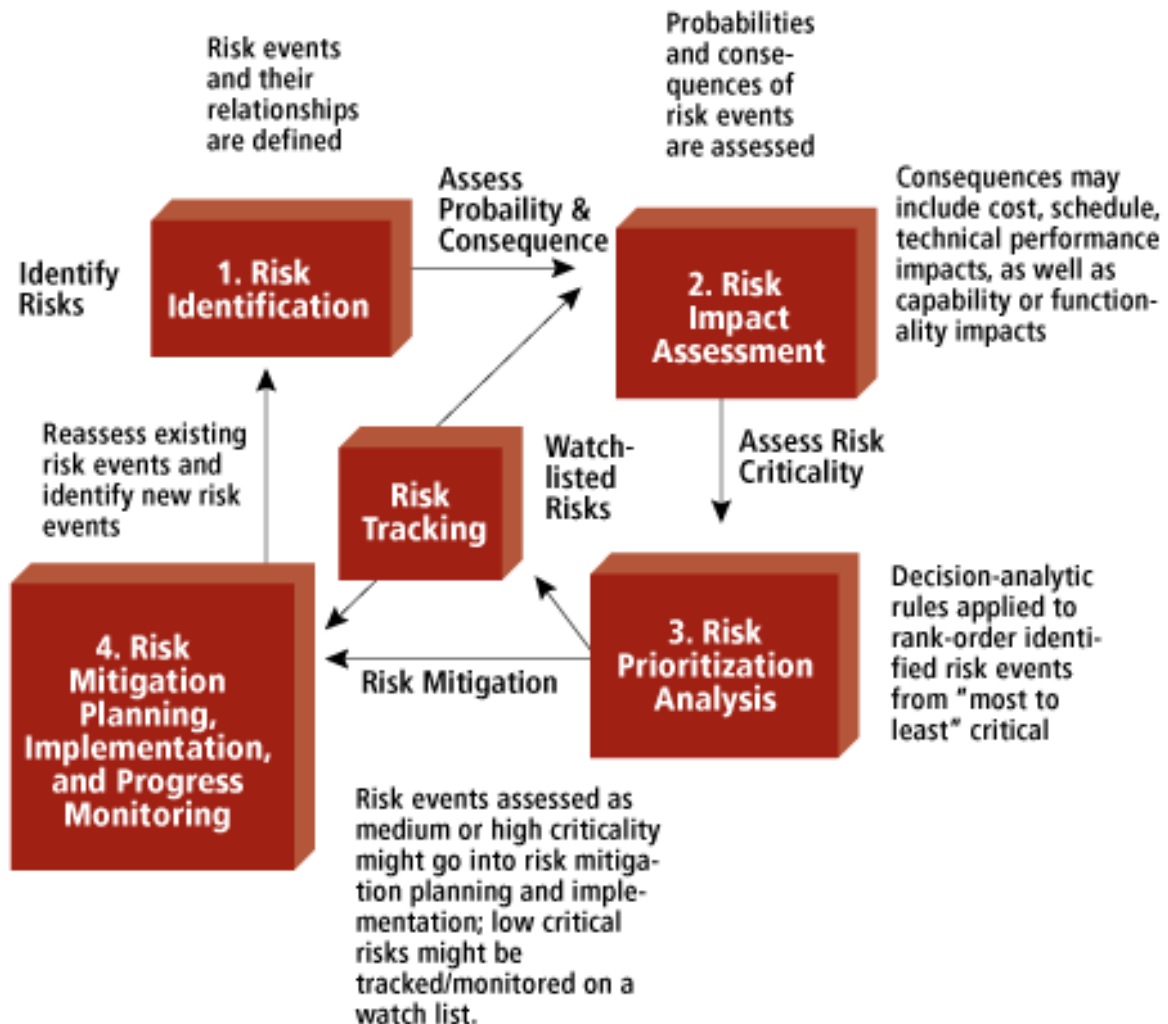 Risk events
and their
relationships
are defined
Probabilities
and conse-
quences of
risk events
are assessed
Assess
Probaility &
Consequence
Consequences may
include cost, schedule,
technical performance
impacts, as well as
capability or function-
ality impacts
Identify
Risks
1. Risk
Identification
2. Risk
Impact
Assessment
Reassess existing
risk events and
identify new risk
events
Watch-
listed
Risks
Assess Risk
Criticality
Risk
Tracking
4. Risk
Mitigation
Planning,
Implementation,
and Progress
Monitoring
Risk Mitigation
3. Risk
Prioritization
Analysis
Decision-analytic
rules applied to
rank-order identi-
fied risk events
from "most to
least" critical
Risk events assessed as
medium or high criticality
might go into risk mitiga-
tion planning and imple-
mentation; low critical
risks might be
tracked/monitored on a
watch list.